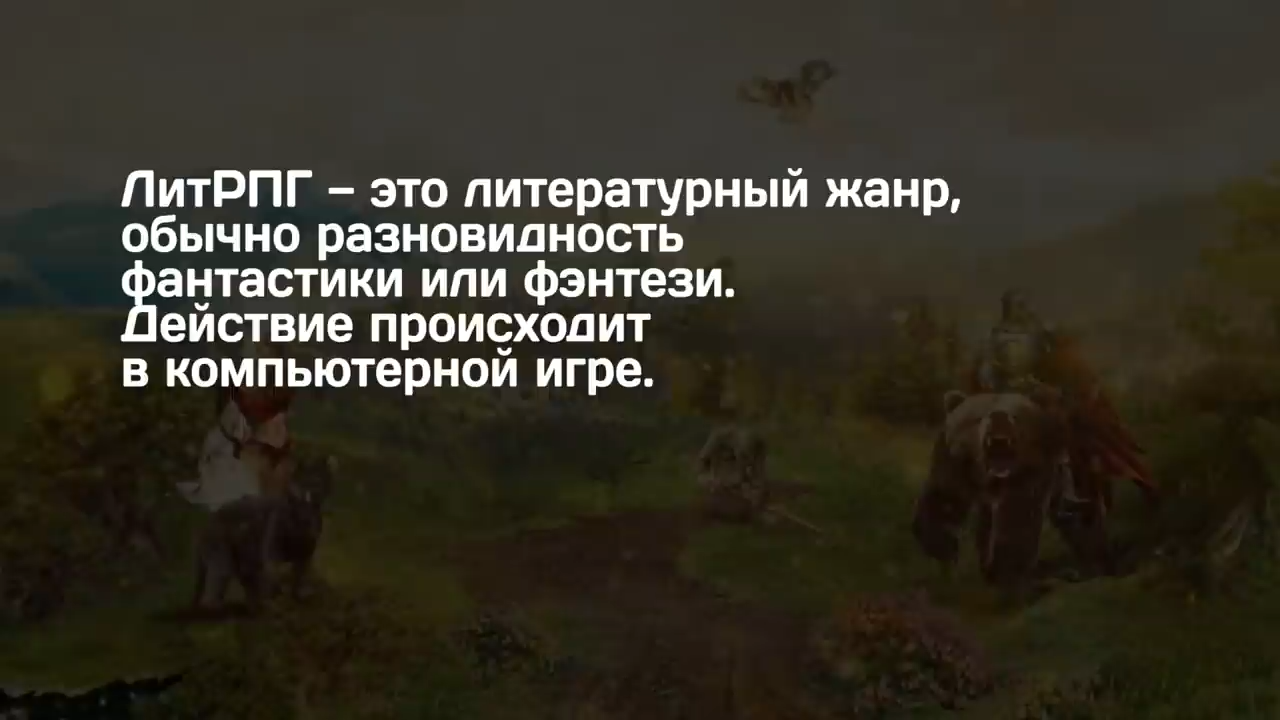 ЛитРПГ – это литературный жанр,
обычно разновидность
фантастики или фэнтези.
Действие происходит
в компьютерной игре.